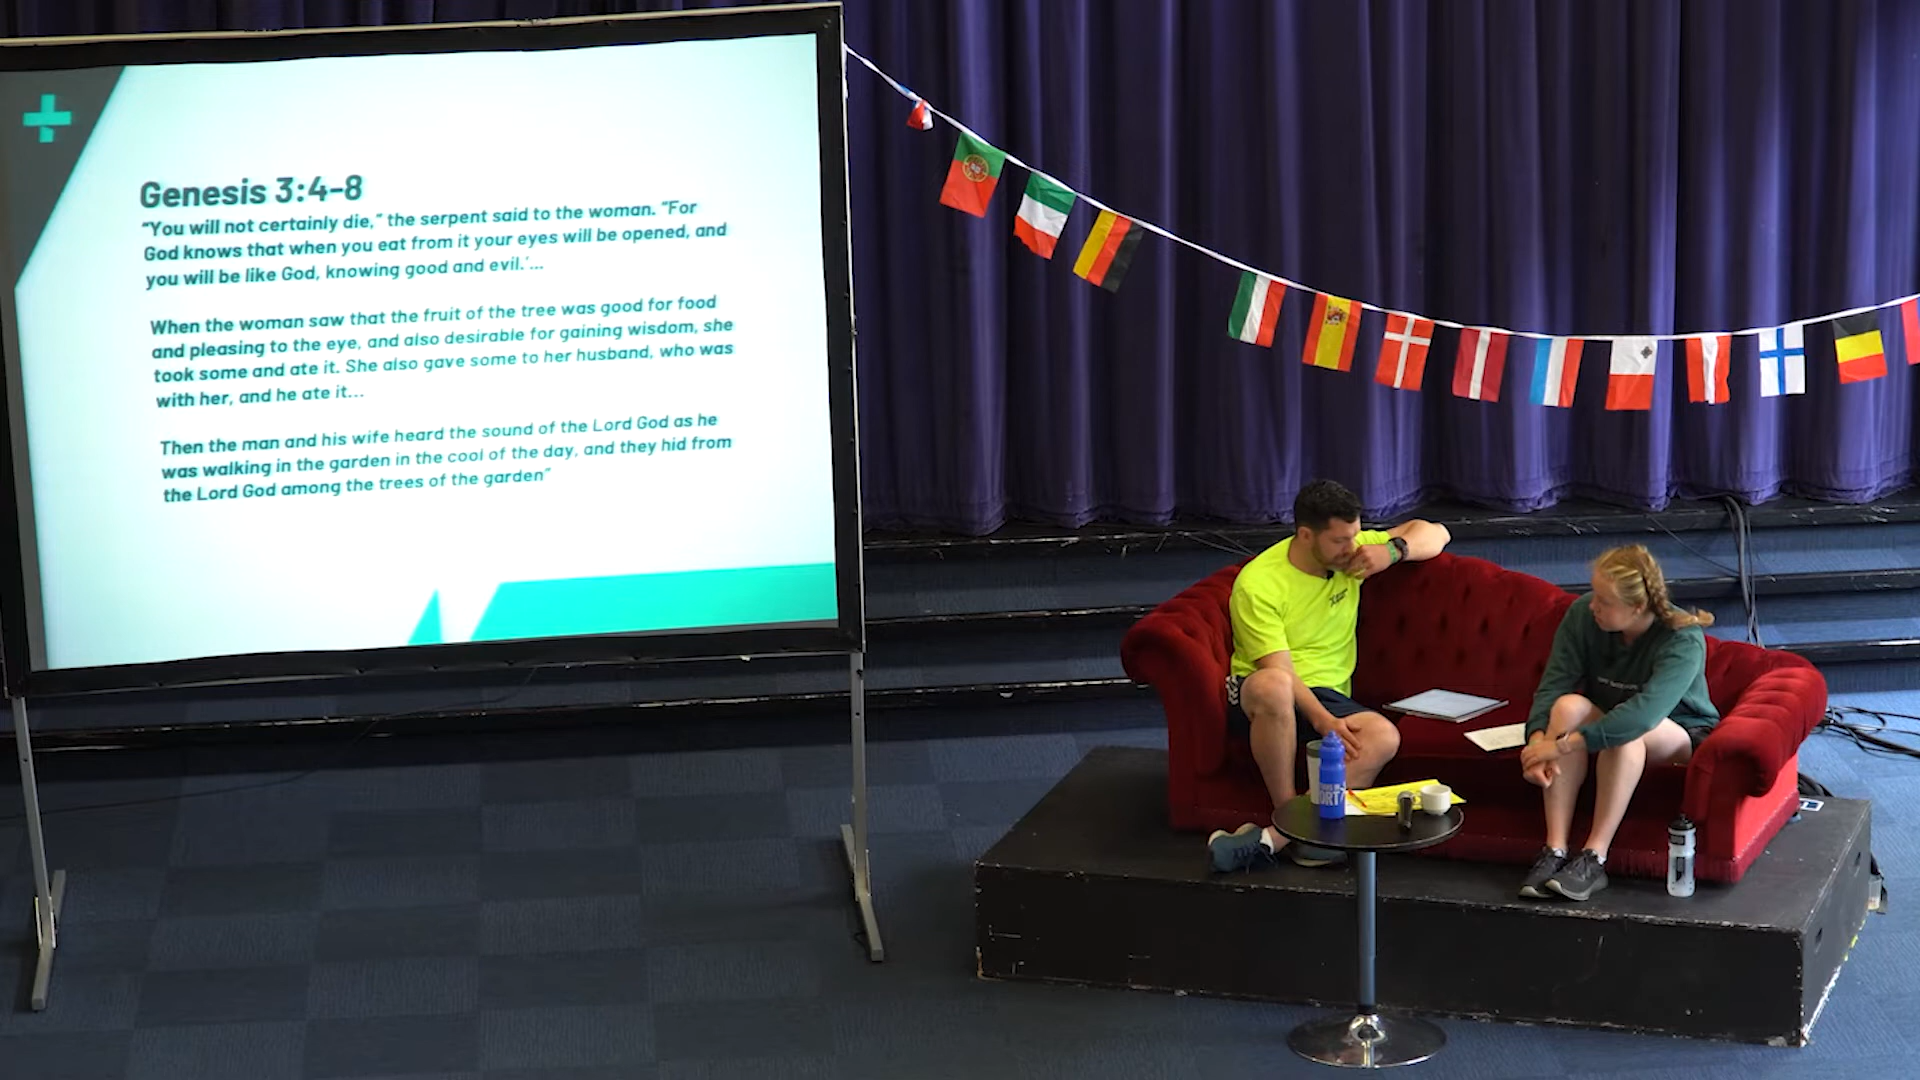 Genesis 3:4-8
“You will not certainly die,” the serpent said to the woman. “For
God knows that when you eat from it your eyes will be opened, and
you will be like God, knowing good and evil.’...
When the woman saw that the fruit of the tree was good for food
and pleasing to the eye, and also desirable for gaining wisdom, she
took some and ate it. She also gave some to her husband, who was
with her, and he ate it...
Then the man and his wife heard the sound of the Lord God as he
was walking in the garden in the cool of the day, and they hid from
the Lord God among the trees of the garden”